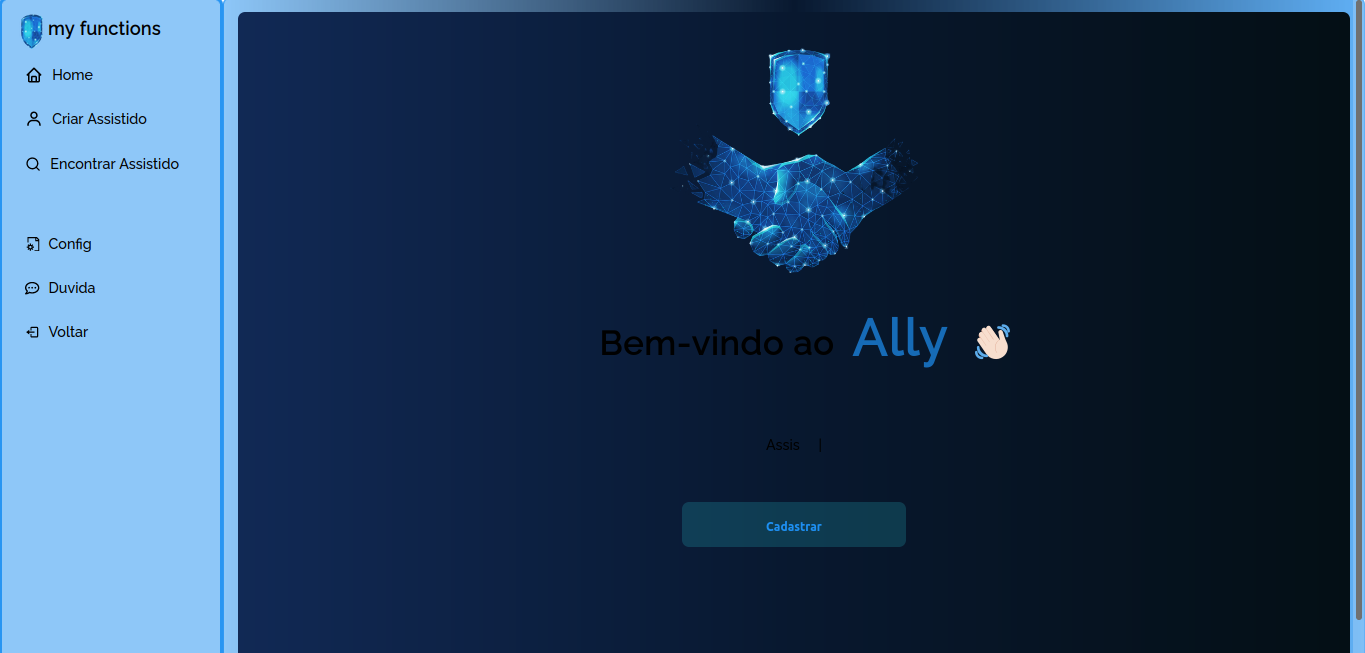 my functions
Home
Criar Assistido
Encontrar Assistido
Config
Duvida
Voltar
Bem-vindo ao Ally 👋🏻
Assis |
Cadastrar